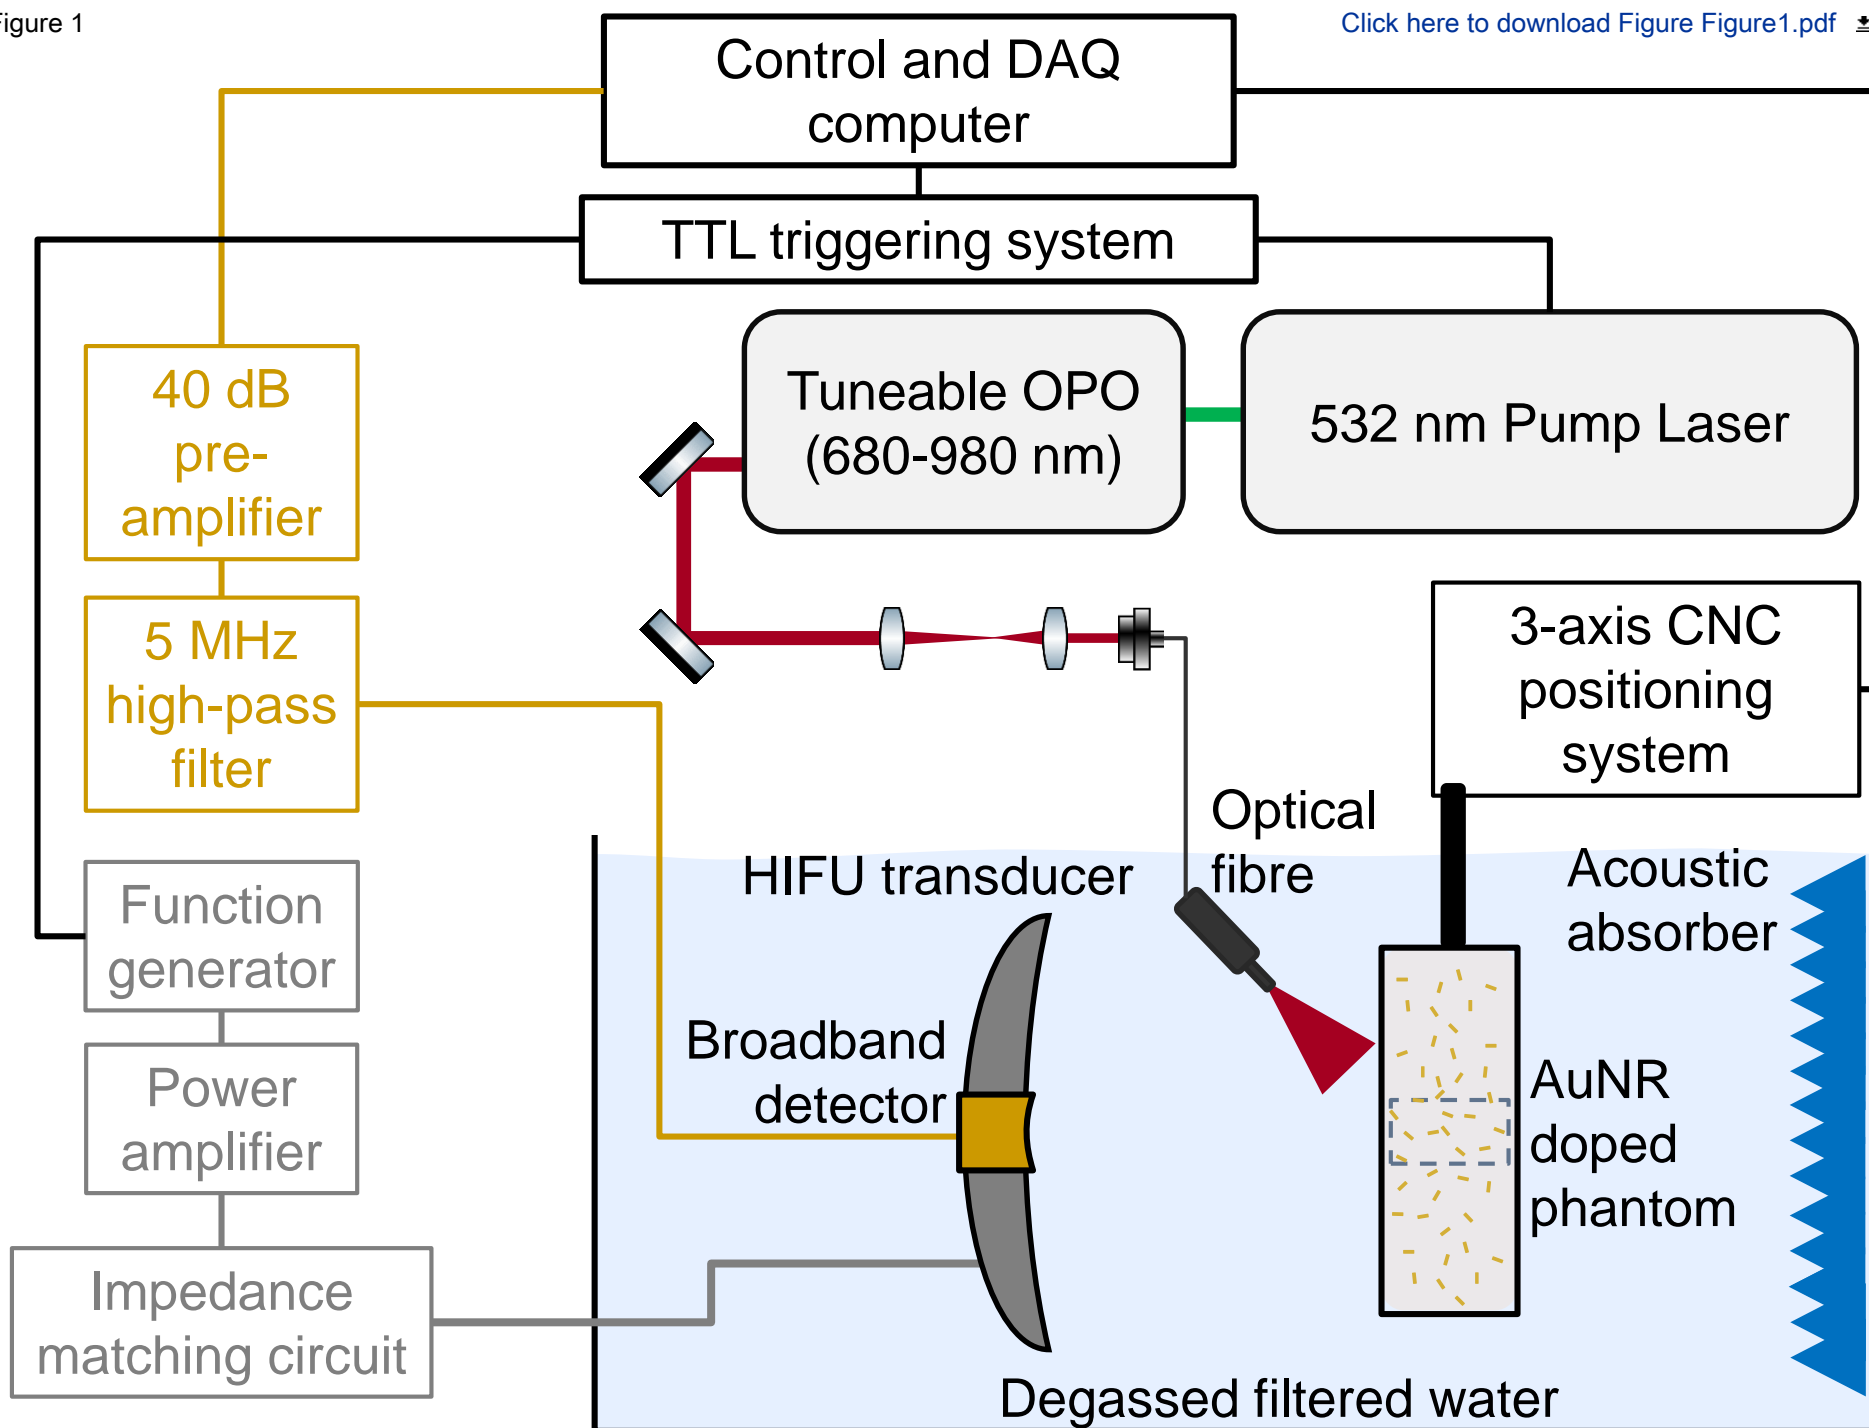 igure 1
Click here to download Figure Figure1.pdf
Control and DAQ
computer
TTL triggering system
40 dB
pre-
amplifier
Tuneable OPO
(680-980 nm)
532 nm Pump Laser
5 MHz
high-pass
filter
3-axis CNC
positioning
system
Optical
fibre
HIFU transducer
Acoustic
absorber
Function
generator
Broadband
detector
Power
amplifier
AuNR
doped
phantom
Impedance
matching circuit
Degassed filtered water